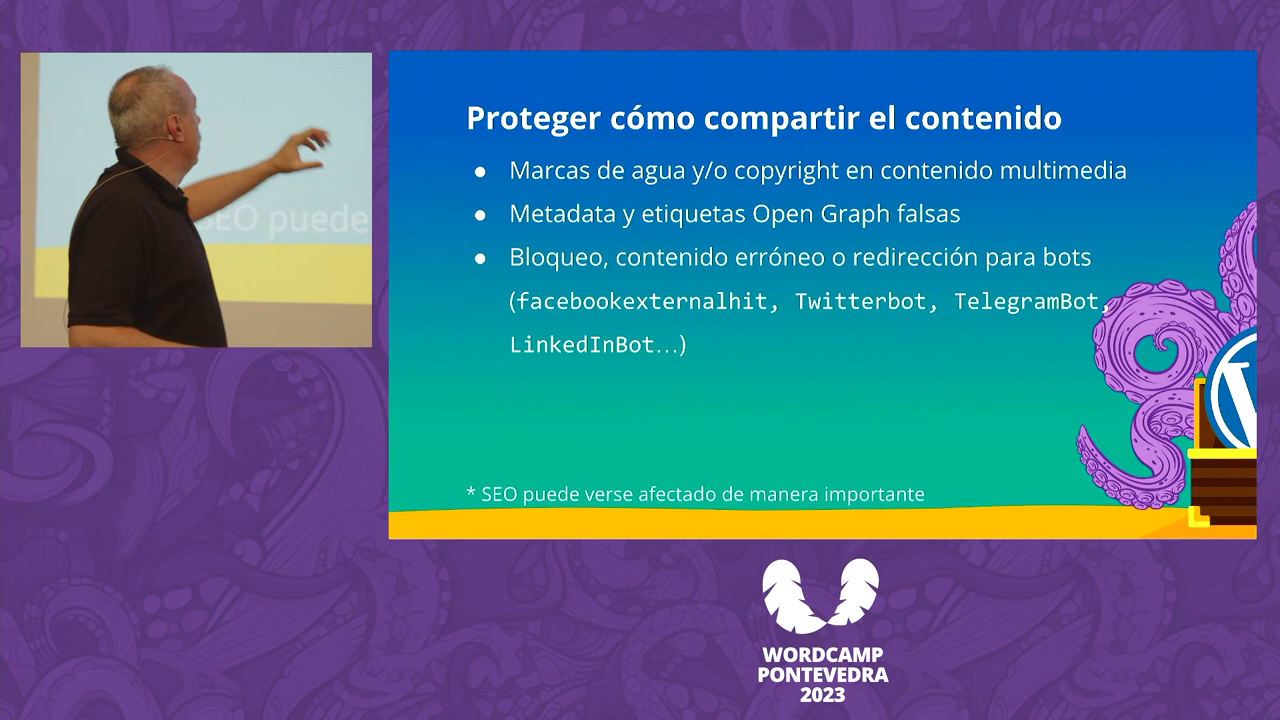 SEO puede
Proteger cómo compartir el contenido
● Marcas de agua y/o copyright en contenido multimedia
● Metadata y etiquetas Open Graph falsas
● Bloqueo, contenido erróneo o redirección para bots
(facebookexternalhit, Twitterbot, TelegramBot,
LinkedInBot...)
* SEO puede verse afectado de manera importante
WORDCAMP
PONTEVEDRA
2023